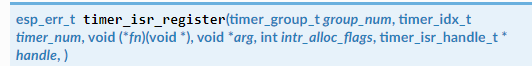 esp_err_t timer_isr_register(timer_group_t group_num, timer_idx_t
timer_num, void (*fn)(void *), void *arg, int intr_alloc_flags, timer_isr_handle_t *
handle, )